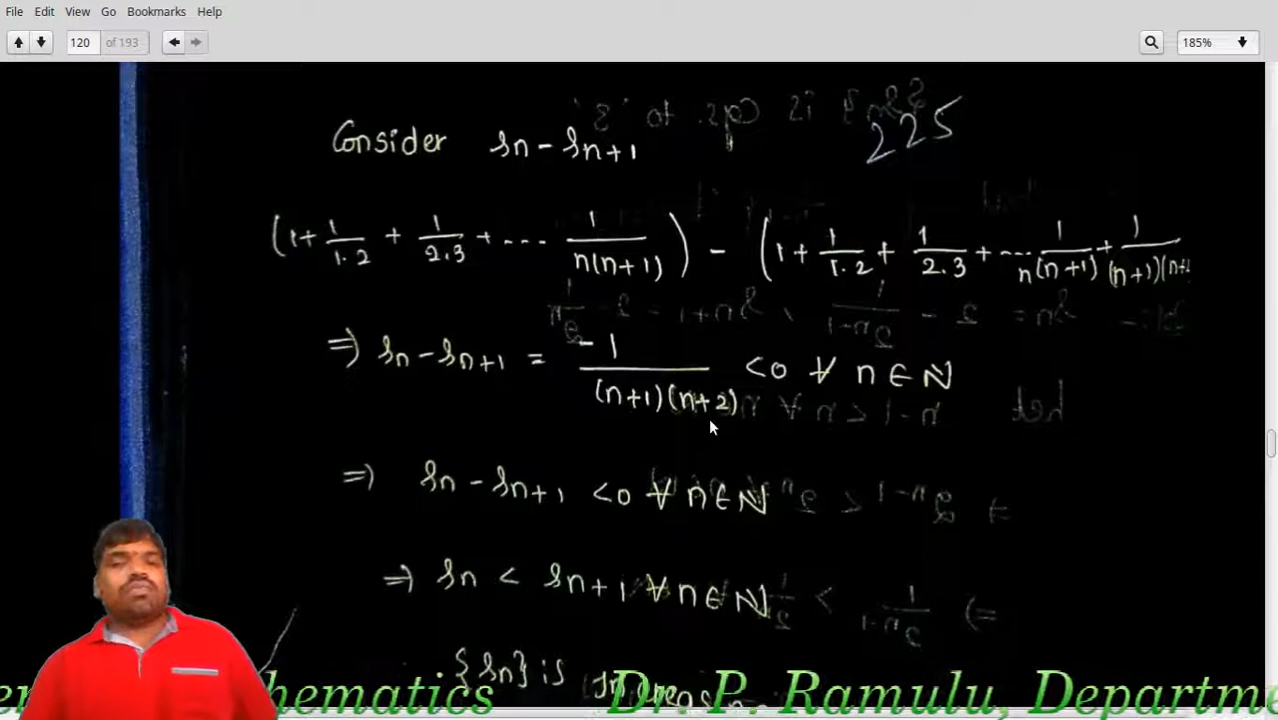 File Edit View Go Bookmarks Help
120 of 193 185%
225
Consider sn - sn+1
(1 + 1/1.2 + 1/2.3 + .... 1/n(n+1)) - (1 + 1/1.2 + 1/2.3 + .... 1/n(n+1) + 1/(n+1)(n+
=> sn - sn+1 = -1/(n+1)(n+2) <0 ∀ n ∈ N
=> sn - sn+1 <0 ∀ n ∈ N
=> sn < sn+1 ∀ n ∈ N
{sn} is Increasin
hematics Dr. P. Ramulu, Departme